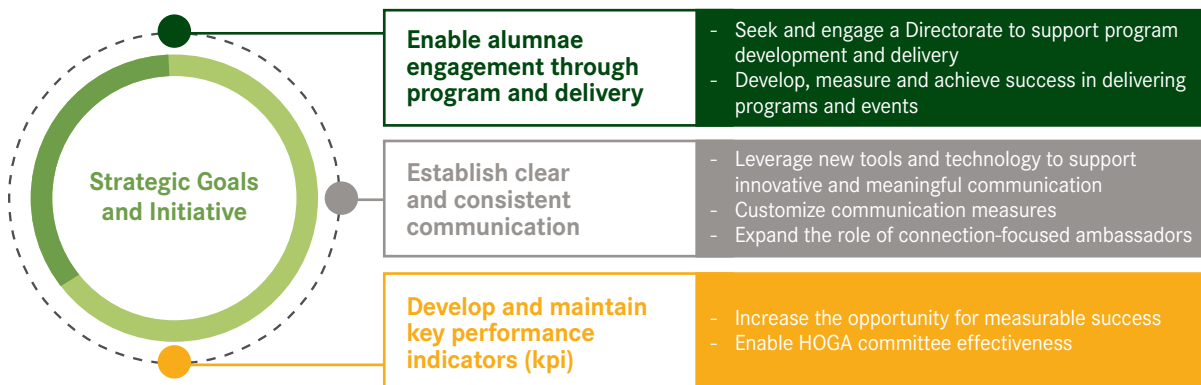 Strategic Goals
and Initiative
Enable alumnae
engagement through
program and delivery
- Seek and engage a Directorate to support program
development and delivery
- Develop, measure and achieve success in delivering
programs and events
Establish clear
and consistent
communication
- Leverage new tools and technology to support
innovative and meaningful communication
- Customize communication measures
- Expand the role of connection-focused ambassadors
Develop and maintain
key performance
indicators (kpi)
- Increase the opportunity for measurable success
- Enable HOGA committee effectiveness